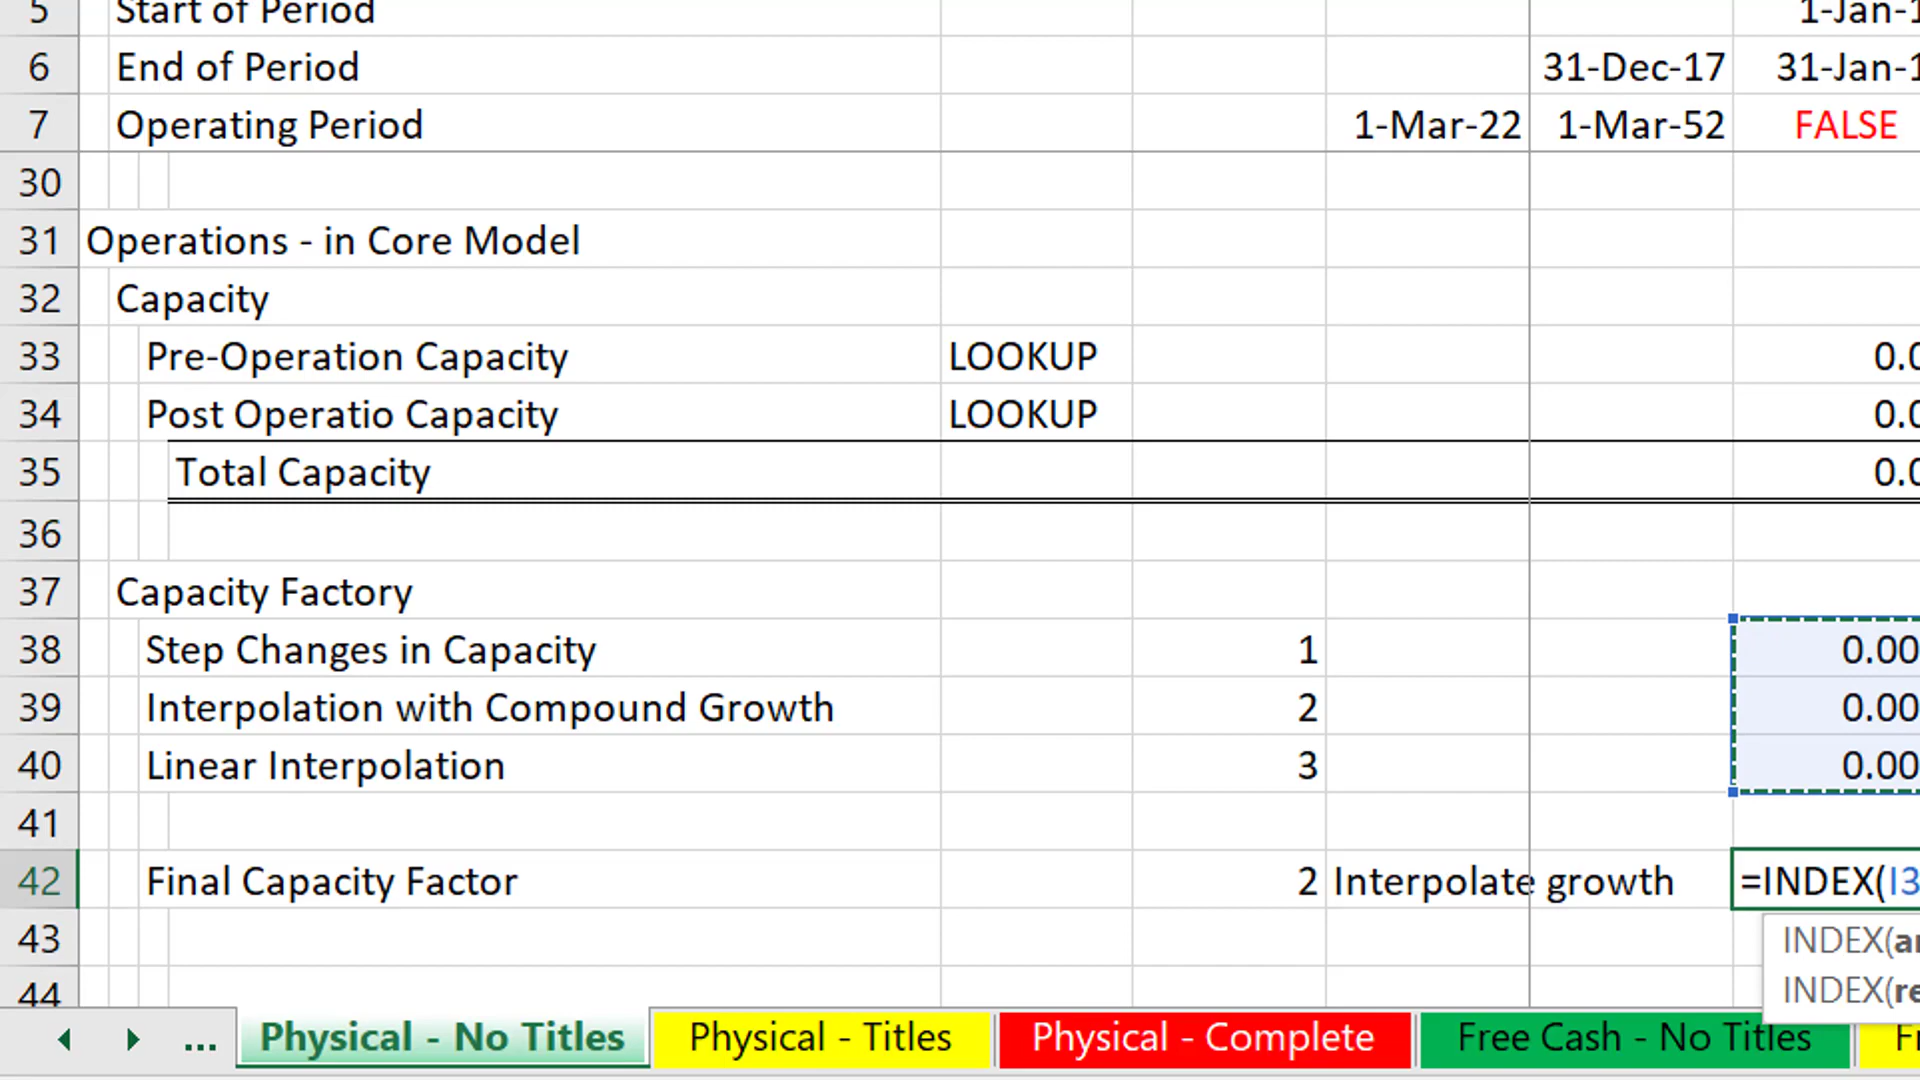 5 Start of Period 1-Jan-1
6 End of Period 31-Dec-17 31-Jan-1
7 Operating Period 1-Mar-22 1-Mar-52 FALSE
30
31 Operations - in Core Model
32 Capacity
33 Pre-Operation Capacity LOOKUP 0.0
34 Post Operatio Capacity LOOKUP 0.0
35 Total Capacity 0.0
36
37 Capacity Factory
38 Step Changes in Capacity 1 0.00
39 Interpolation with Compound Growth 2 0.00
40 Linear Interpolation 3 0.00
41
42 Final Capacity Factor 2 Interpolate growth =INDEX(I3
43 INDEX(ar
44 INDEX(re
... Physical - No Titles Physical - Titles Physical - Complete Free Cash - No Titles Fr